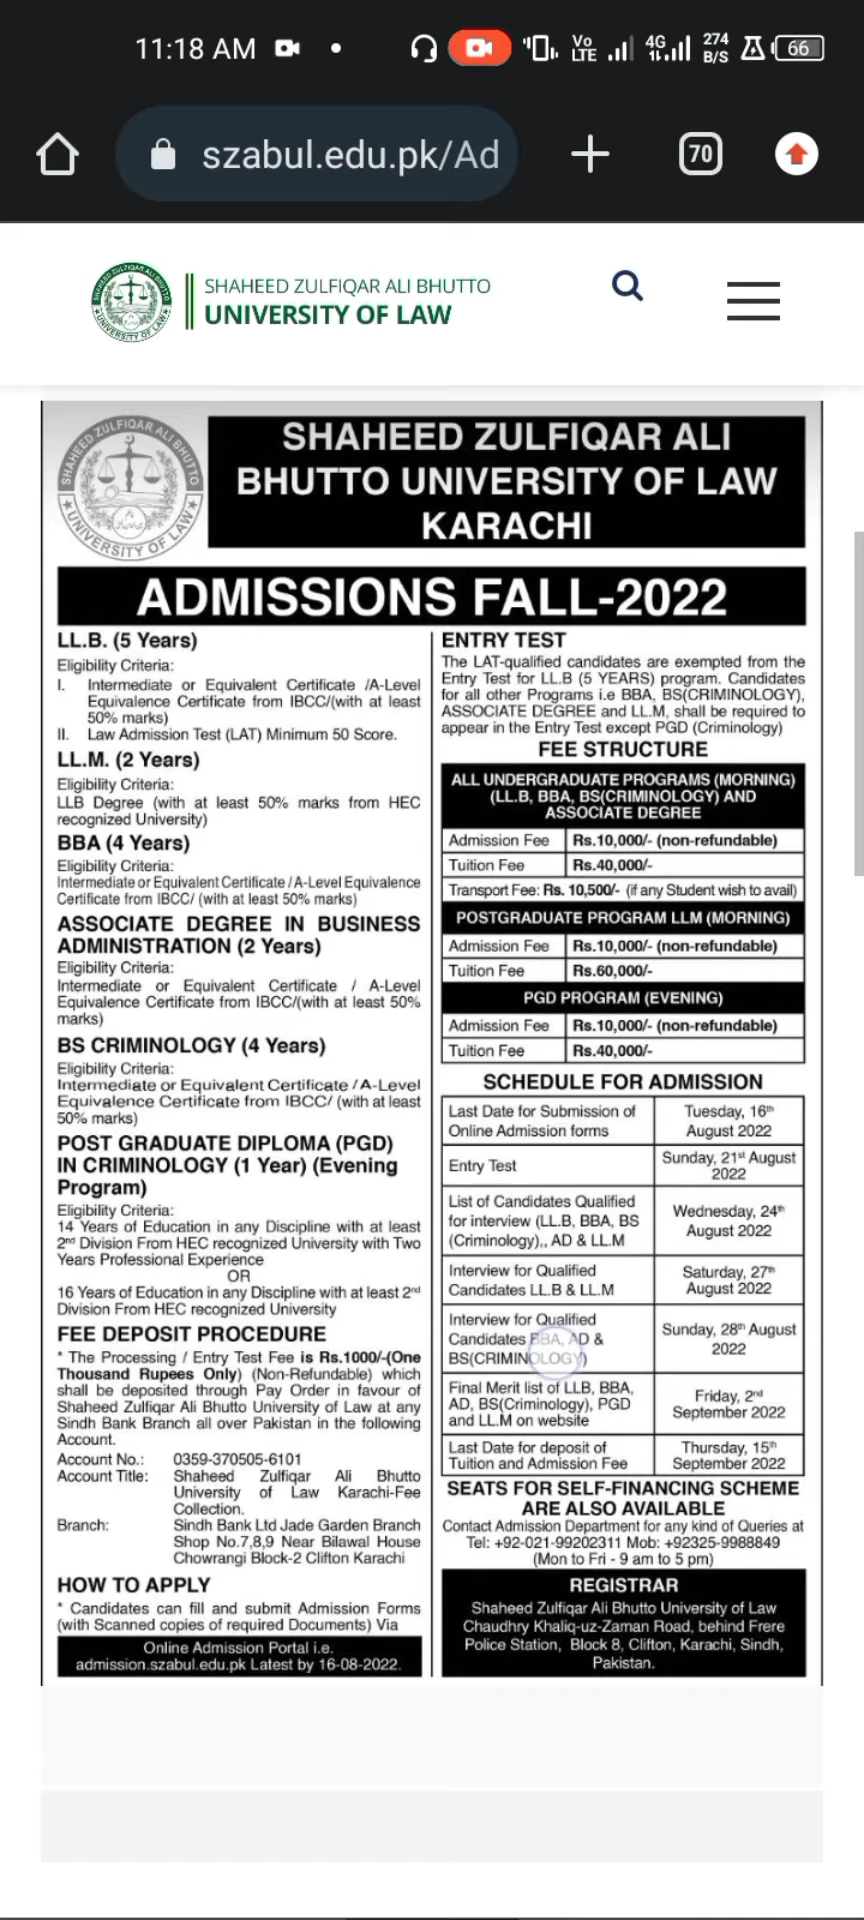 11:18 AM
Vo
LTE
4G
274
B/S
66
szabul.edu.pk/Ad
70
SHAHEED ZULFIQAR ALI BHUTTO
UNIVERSITY OF LAW
SHAHEED ZULFIQAR ALI BHUTTO
UNIVERSITY OF LAW
SHAHEED ZULFIQAR ALI
BHUTTO UNIVERSITY OF LAW
KARACHI
ADMISSIONS FALL-2022
LL.B. (5 Years)
Eligibility Criteria:
I. Intermediate or Equivalent Certificate /A-Level
Equivalence Certificate from IBCC/(with at least
50% marks)
II. Law Admission Test (LAT) Minimum 50 Score.
LL.M. (2 Years)
Eligibility Criteria:
LLB Degree (with at least 50% marks from HEC
recognized University)
BBA (4 Years)
Eligibility Criteria:
Intermediate or Equivalent Certificate / A-Level Equivalence
Certificate from IBCC/ (with at least 50% marks)
ASSOCIATE DEGREE IN BUSINESS
ADMINISTRATION (2 Years)
Eligibility Criteria:
Intermediate or Equivalent Certificate / A-Level
Equivalence Certificate from IBCC/(with at least 50%
marks)
BS CRIMINOLOGY (4 Years)
Eligibility Criteria:
Intermediate or Equivalent Certificate / A-Level
Equivalence Certificate from IBCC/ (with at least
50% marks)
POST GRADUATE DIPLOMA (PGD)
IN CRIMINOLOGY (1 Year) (Evening
Program)
Eligibility Criteria:
14 Years of Education in any Discipline with at least
2nd Division From HEC recognized University with Two
Years Professional Experience
OR
16 Years of Education in any Discipline with at least 2nd
Division From HEC recognized University
FEE DEPOSIT PROCEDURE
* The Processing / Entry Test Fee is Rs.1000/-(One
Thousand Rupees Only) (Non-Refundable) which
shall be deposited through Pay Order in favour of
Shaheed Zulfiqar Ali Bhutto University of Law at any
Sindh Bank Branch all over Pakistan in the following
Account.
Account No.: 0359-370505-6101
Account Title: Shaheed Zulfiqar Ali Bhutto
University of Law Karachi-Fee
Collection.
Branch: Sindh Bank Ltd Jade Garden Branch
Shop No.7,8,9 Near Bilawal House
Chowrangi Block-2 Clifton Karachi
HOW TO APPLY
* Candidates can fill and submit Admission Forms
(with Scanned copies of required Documents) Via
Online Admission Portal i.e.
admission.szabul.edu.pk Latest by 16-08-2022.
ENTRY TEST
The LAT-qualified candidates are exempted from the
Entry Test for LL.B (5 YEARS) program. Candidates
for all other Programs i.e BBA, BS(CRIMINOLOGY),
ASSOCIATE DEGREE and LL.M, shall be required to
appear in the Entry Test except PGD (Criminology)
FEE STRUCTURE
ALL UNDERGRADUATE PROGRAMS (MORNING)
(LL.B, BBA, BS(CRIMINOLOGY) AND
ASSOCIATE DEGREE
Admission Fee Rs.10,000/- (non-refundable)
Tuition Fee Rs.40,000/-
Transport Fee: Rs. 10,500/- (if any Student wish to avail)
POSTGRADUATE PROGRAM LLM (MORNING)
Admission Fee Rs.10,000/- (non-refundable)
Tuition Fee Rs.60,000/-
PGD PROGRAM (EVENING)
Admission Fee Rs.10,000/- (non-refundable)
Tuition Fee Rs.40,000/-
SCHEDULE FOR ADMISSION
Last Date for Submission of
Online Admission forms
Tuesday, 16th
August 2022
Entry Test
Sunday, 21st August
2022
List of Candidates Qualified
for interview (LL.B, BBA, BS
(Criminology),, AD & LL.M
Wednesday, 24th
August 2022
Interview for Qualified
Candidates LL.B & LL.M
Saturday, 27th
August 2022
Interview for Qualified
Candidates BBA, AD &
BS(CRIMINOLOGY)
Sunday, 28th August
2022
Final Merit list of LLB, BBA,
AD, BS(Criminology), PGD
and LL.M on website
Friday, 2nd
September 2022
Last Date for deposit of
Tuition and Admission Fee
Thursday, 15th
September 2022
SEATS FOR SELF-FINANCING SCHEME
ARE ALSO AVAILABLE
Contact Admission Department for any kind of Queries at
Tel: +92-021-99202311 Mob: +92325-9988849
(Mon to Fri - 9 am to 5 pm)
REGISTRAR
Shaheed Zulfiqar Ali Bhutto University of Law
Chaudhry Khaliq-uz-Zaman Road, behind Frere
Police Station, Block 8, Clifton, Karachi, Sindh,
Pakistan.